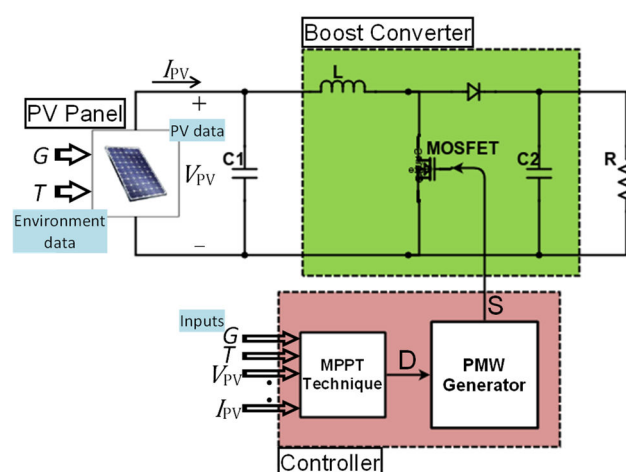 Boost Converter
I_PV
L
PV Panel
+
PV data
G
T
V_PV
C1
MOSFET
C2
R
Environment
data
–
S
Inputs
G
T
V_PV
I_PV
MPPT
Technique
D
PMW
Generator
Controller